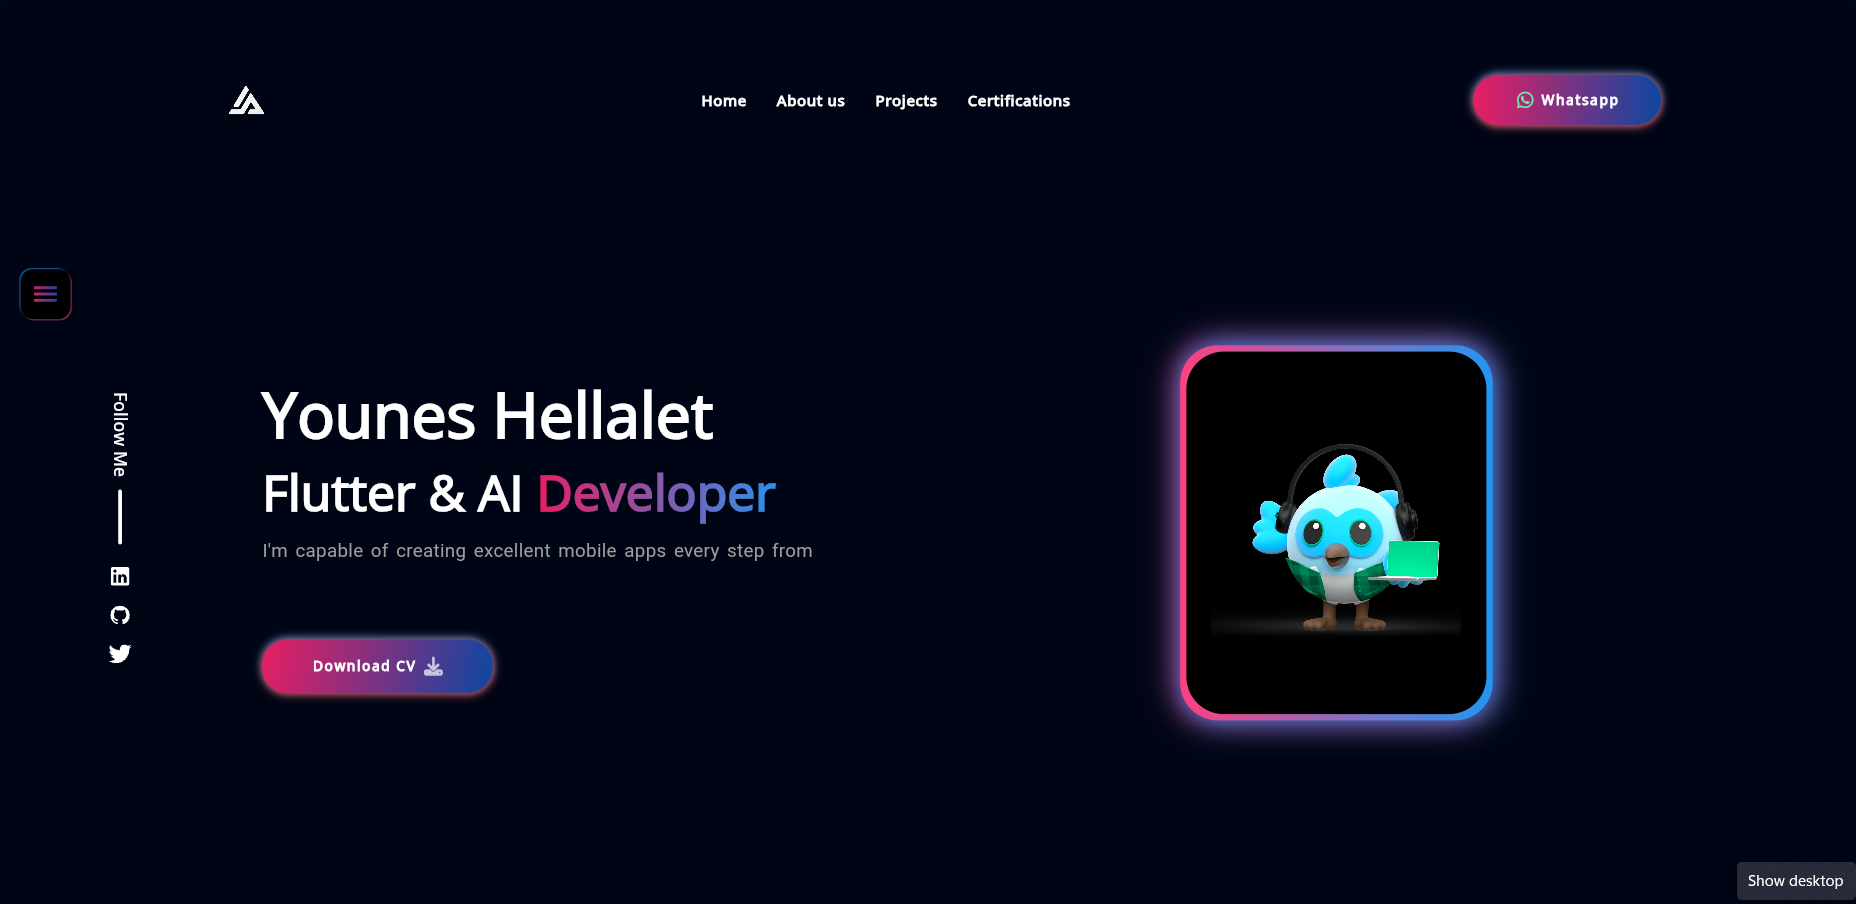 Home
About us
Projects
Certifications
Whatsapp
Follow Me
Younes Hellalet
Flutter & AI Developer
I'm capable of creating excellent mobile apps every step from
Download CV
Show desktop